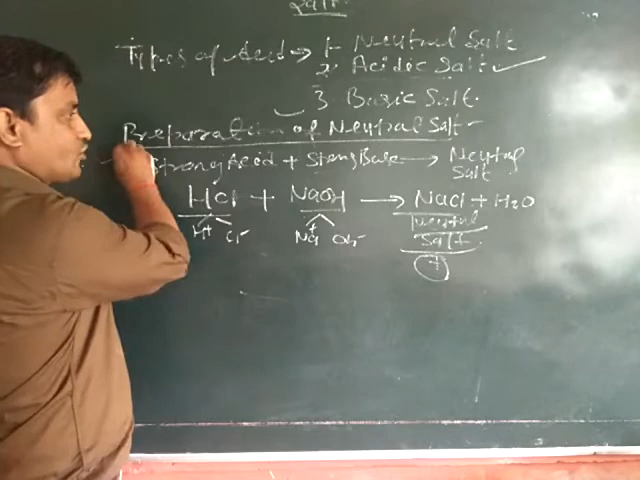 Salt
Types of Acid → 1- Neutral Salt
2. Acidic Salt ✓
3 Basic Salt.
Preparation of Neutral Salt -
Strong Acid + Strong Base → Neutral
Salt
HCl + NaOH → NaCl + H2O
H+ Cl- Na+ OH- Neutral
Salt.
7